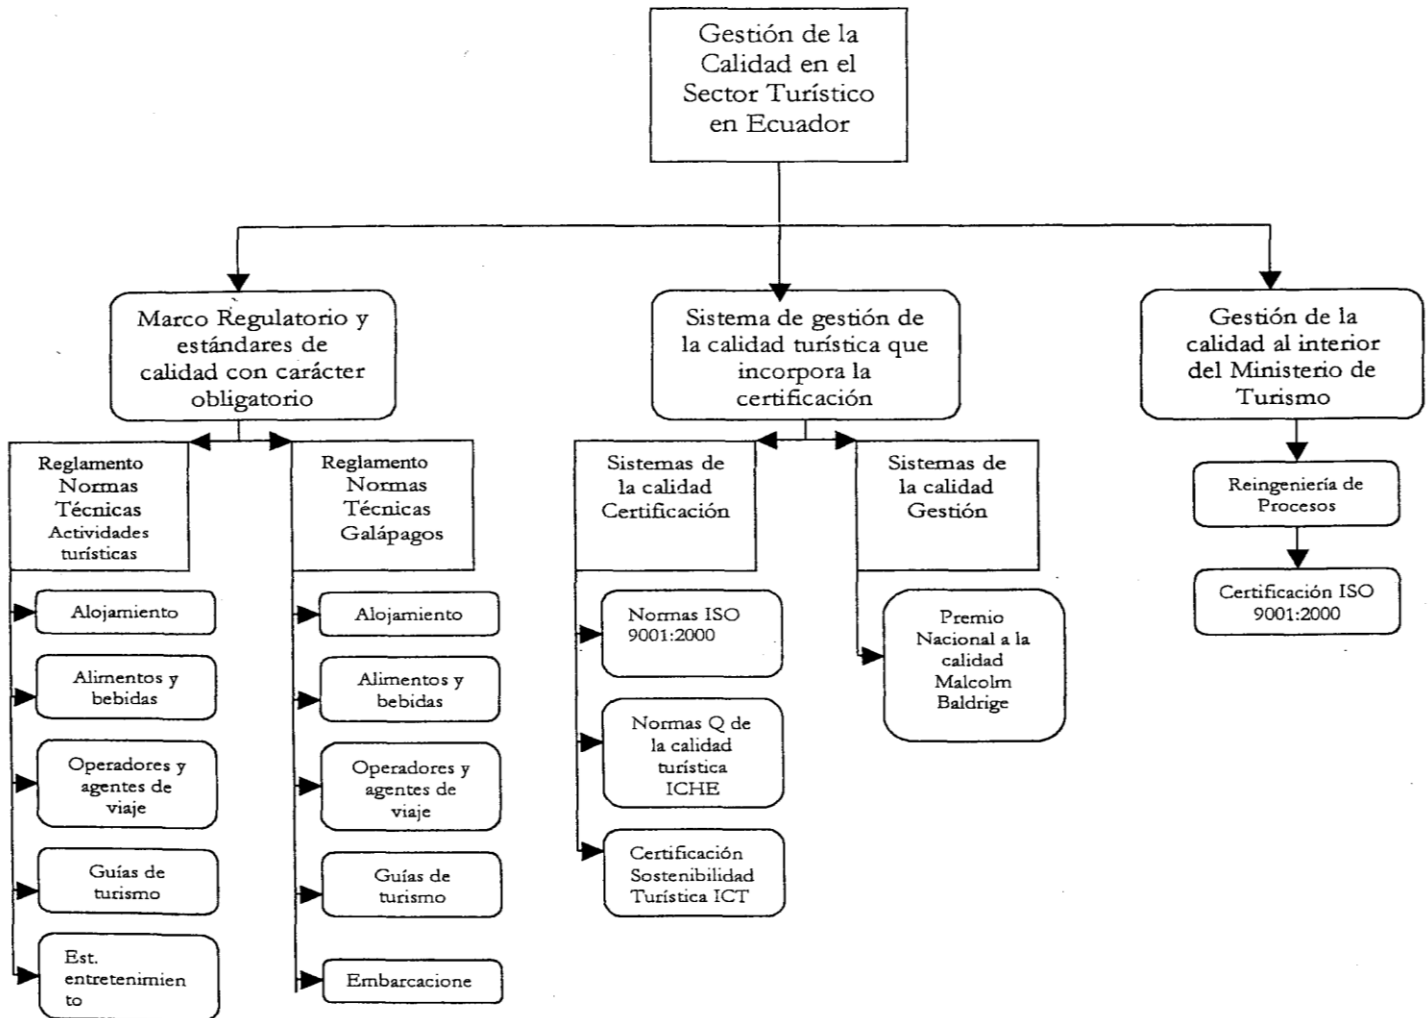 Gestión de la
Calidad en el
Sector Turístico
en Ecuador
Marco Regulatorio y
estándares de
calidad con carácter
obligatorio
Sistema de gestión de
la calidad turística que
incorpora la
certificación
Gestión de la
calidad al interior
del Ministerio de
Turismo
Reglamento
Normas
Técnicas
Actividades
turísticas
Reglamento
Normas
Técnicas
Galápagos
Sistemas de
la calidad
Certificación
Sistemas de
la calidad
Gestión
Reingeniería de
Procesos
Certificación ISO
9001:2000
Alojamiento
Alimentos y
bebidas
Operadores y
agentes de
viaje
Guías de
turismo
Est.
entretenimien
to
Alojamiento
Alimentos y
bebidas
Operadores y
agentes de
viaje
Guías de
turismo
Embarcacione
Normas ISO
9001:2000
Normas Q de
la calidad
turística
ICHE
Certificación
Sostenibilidad
Turística ICT
Premio
Nacional a la
calidad
Malcolm
Baldrige